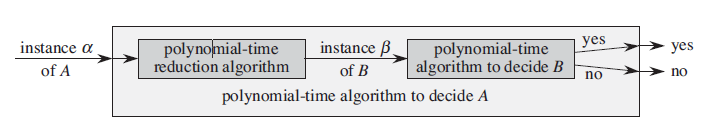 instance α
of A
polynomial-time
reduction algorithm
instance β
of B
polynomial-time
algorithm to decide B
yes
no
yes
no
polynomial-time algorithm to decide A